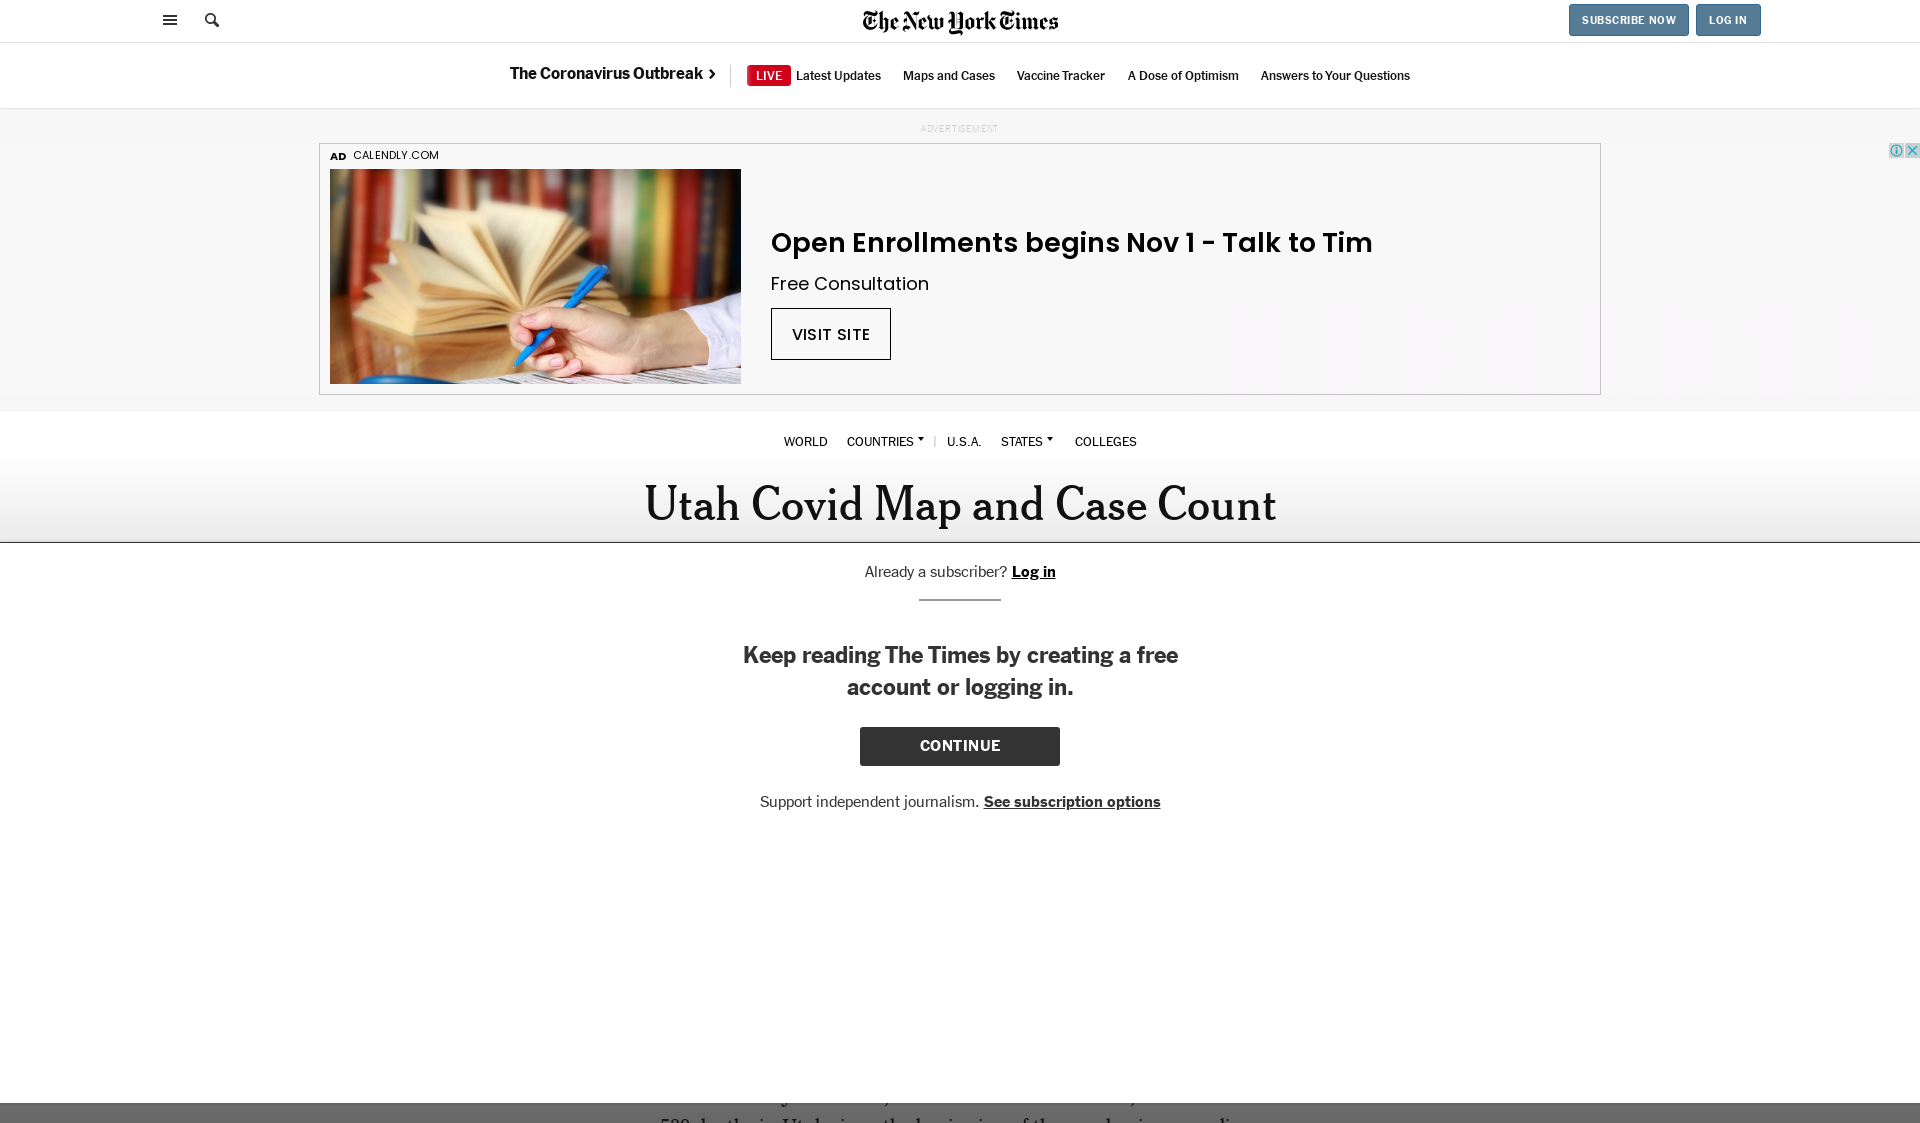 The New York Times
SUBSCRIBE NOW
LOG IN
The Coronavirus Outbreak ›
LIVE Latest Updates
Maps and Cases
Vaccine Tracker
A Dose of Optimism
Answers to Your Questions
ADVERTISEMENT
AD CALENDLY.COM
Open Enrollments begins Nov 1 - Talk to Tim
Free Consultation
VISIT SITE
WORLD COUNTRIES | U.S.A. STATES COLLEGES
Utah Covid Map and Case Count
Already a subscriber? Log in
Keep reading The Times by creating a free
account or logging in.
CONTINUE
Support independent journalism. See subscription options